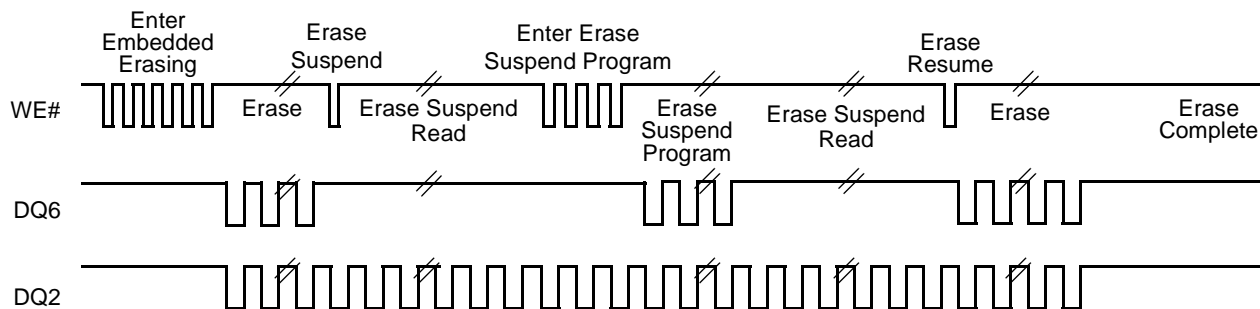 Enter
Embedded
Erasing
Erase
Suspend
Enter Erase
Suspend Program
Erase
Resume
WE#
Erase
Erase Suspend
Read
Erase
Suspend
Program
Erase Suspend
Read
Erase
Erase
Complete
DQ6
DQ2